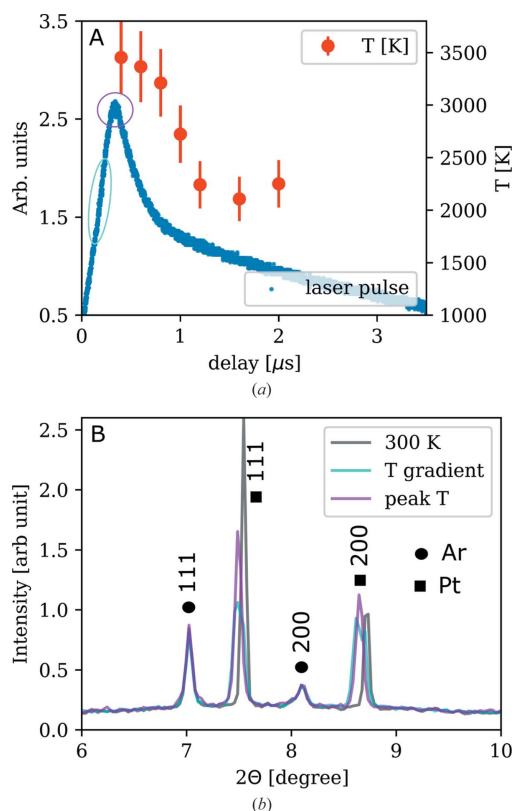 A
T [K]
3.5
2.5
1.5
0.5
Arb. units
3500
3000
2500
2000
1500
1000
T [K]
laser pulse
0 1 2 3
delay [μs]
(a)
B
300 K
T gradient
peak T
111
111
200
200
Ar
Pt
2.5
2.0
1.5
1.0
0.5
0.0
Intensity [arb unit]
6 7 8 9 10
2Θ [degree]
(b)